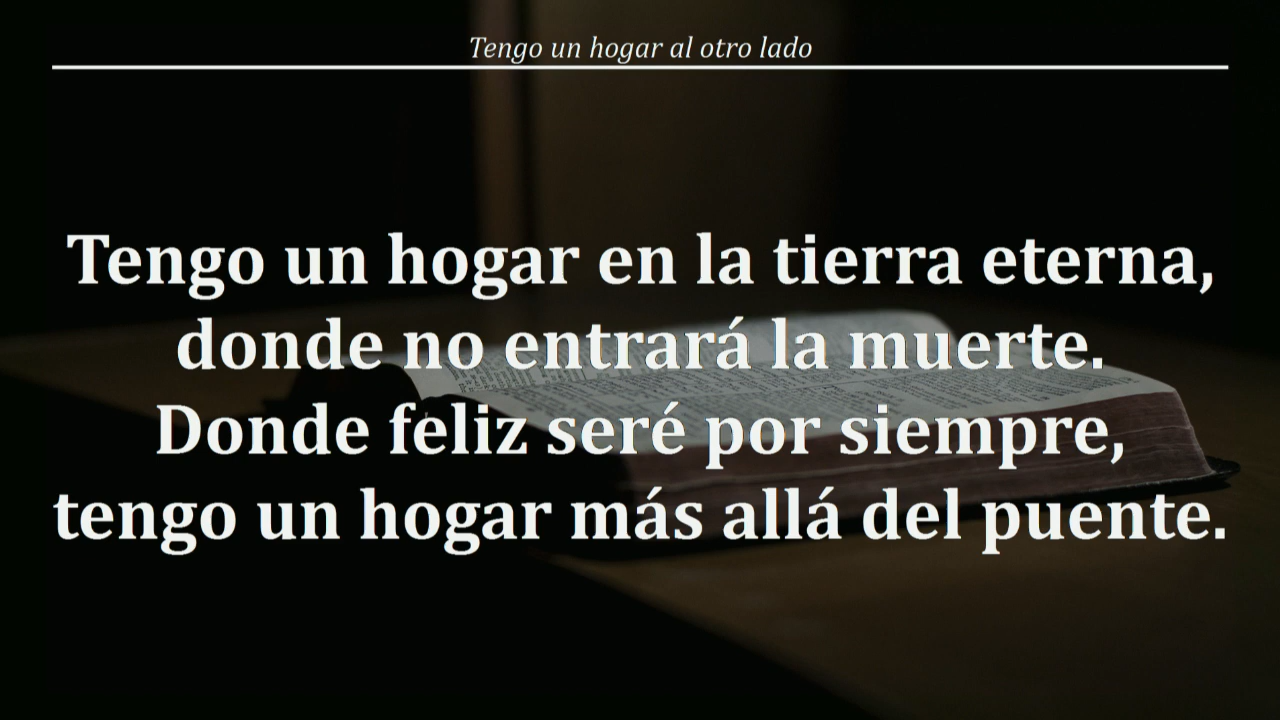 Tengo un hogar al otro lado
Tengo un hogar en la tierra eterna,
donde no entrará la muerte.
Donde feliz seré por siempre,
tengo un hogar más allá del puente.